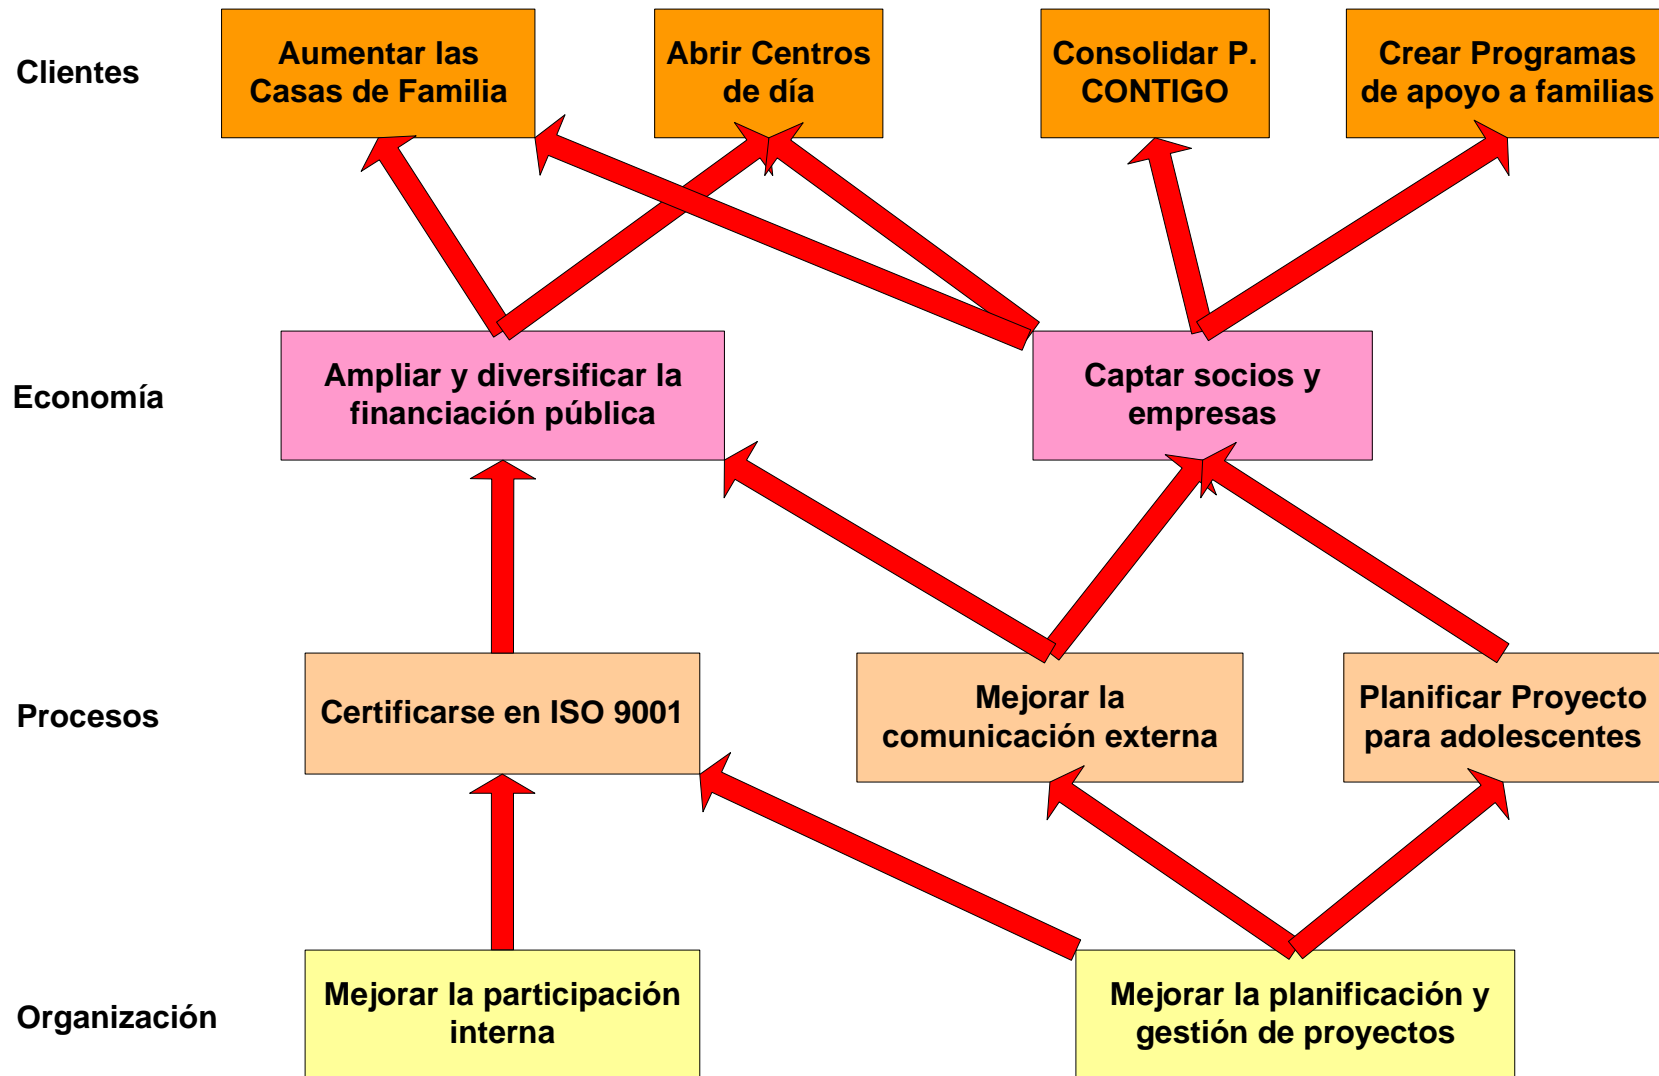 Clientes
Aumentar las
Casas de Familia
Abrir Centros
de día
Consolidar P.
CONTIGO
Crear Programas
de apoyo a familias
Economía
Ampliar y diversificar la
financiación pública
Captar socios y
empresas
Procesos
Certificarse en ISO 9001
Mejorar la
comunicación externa
Planificar Proyecto
para adolescentes
Organización
Mejorar la participación
interna
Mejorar la planificación y
gestión de proyectos